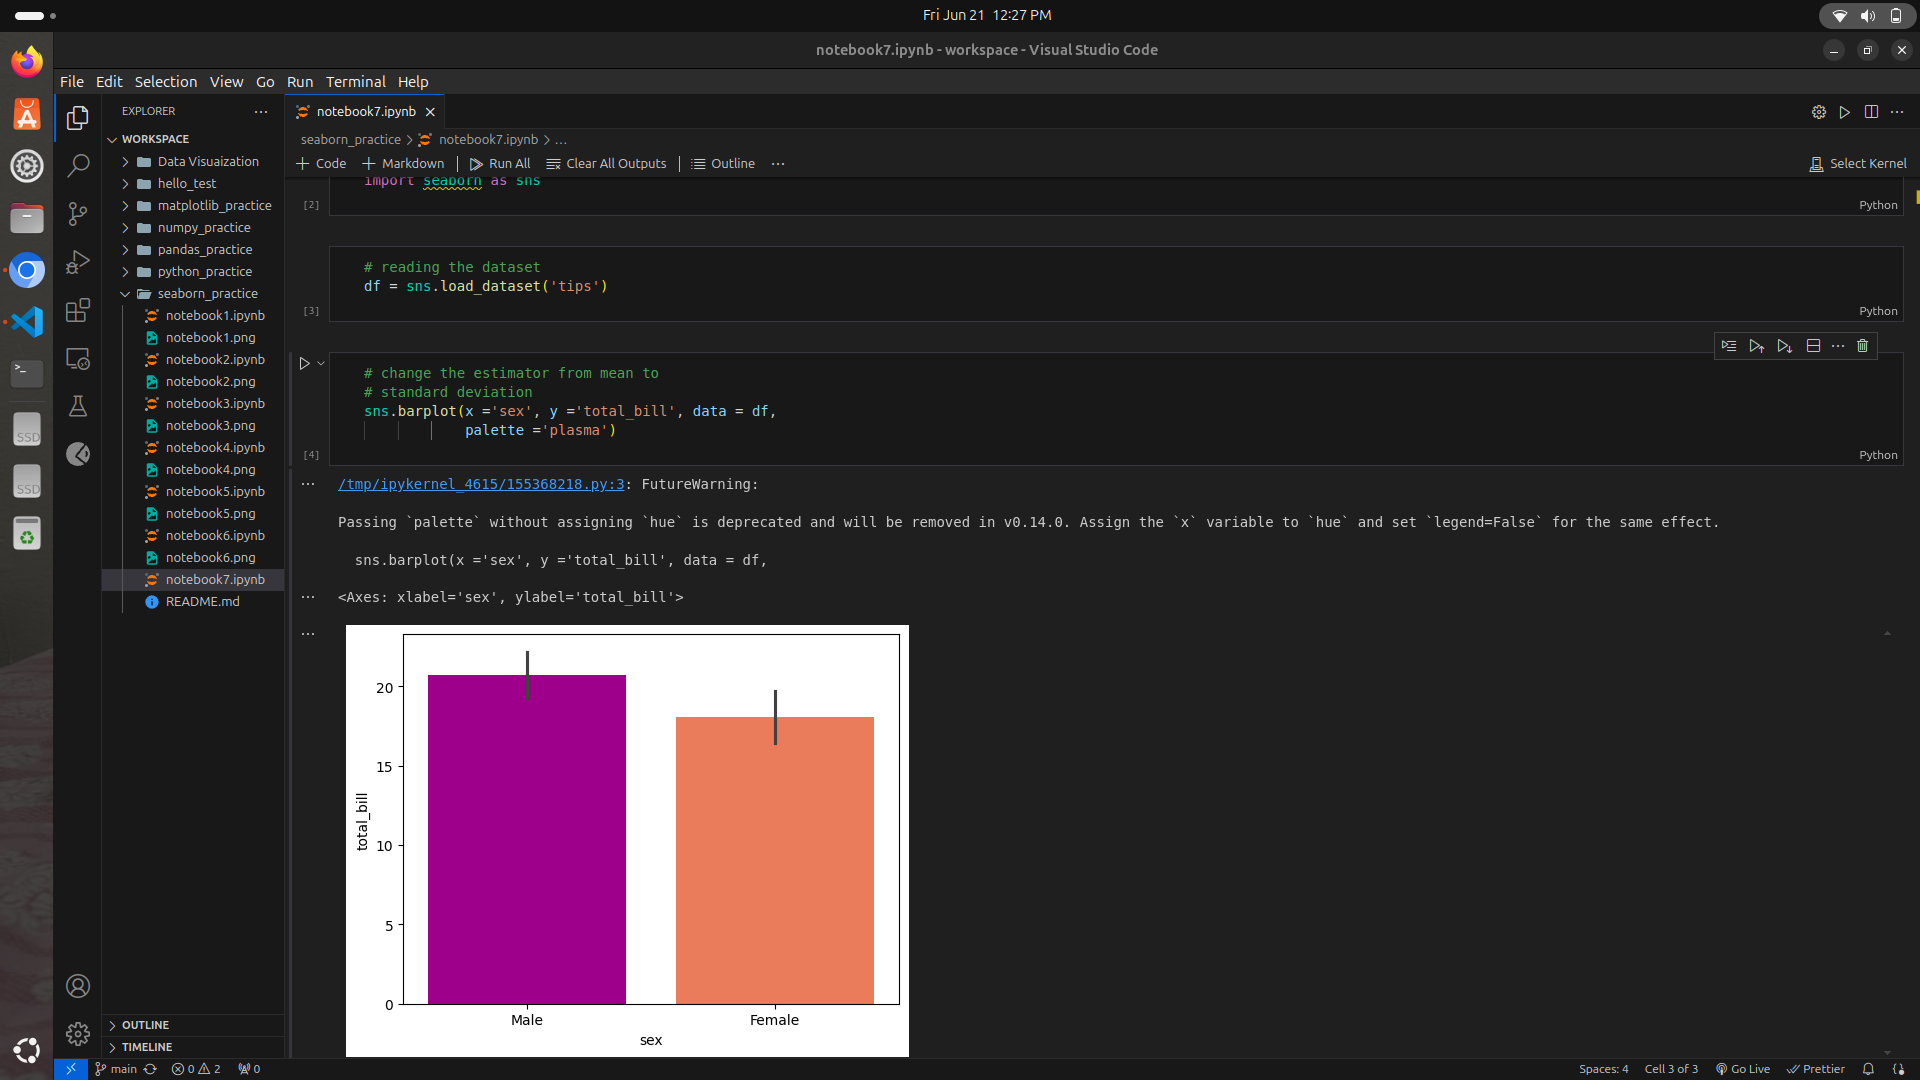 Fri Jun 21 12:27 PM
notebook7.ipynb - workspace - Visual Studio Code
File Edit Selection View Go Run Terminal Help
EXPLORER
WORKSPACE
Data Visuaization
hello_test
matplotlib_practice
numpy_practice
pandas_practice
python_practice
seaborn_practice
notebook1.ipynb
notebook1.png
notebook2.ipynb
notebook2.png
notebook3.ipynb
notebook3.png
notebook4.ipynb
notebook4.png
notebook5.ipynb
notebook5.png
notebook6.ipynb
notebook6.png
notebook7.ipynb
README.md
OUTLINE
TIMELINE
SSD
SSD
notebook7.ipynb
seaborn_practice > notebook7.ipynb > ...
Code Markdown Run All Clear All Outputs Outline ... Select Kernel
import seaborn as sns
[2] Python
# reading the dataset
df = sns.load_dataset('tips')
[3] Python
# change the estimator from mean to
# standard deviation
sns.barplot(x ='sex', y ='total_bill', data = df,
palette ='plasma')
[4] Python
/tmp/ipykernel_4615/155368218.py:3: FutureWarning:
Passing `palette` without assigning `hue` is deprecated and will be removed in v0.14.0. Assign the `x` variable to `hue` and set `legend=False` for the same effect.
sns.barplot(x ='sex', y ='total_bill', data = df,
<Axes: xlabel='sex', ylabel='total_bill'>
20
15
10
5
0
total_bill
Male Female
sex
main 0 2 0
Spaces: 4 Cell 3 of 3 Go Live Prettier